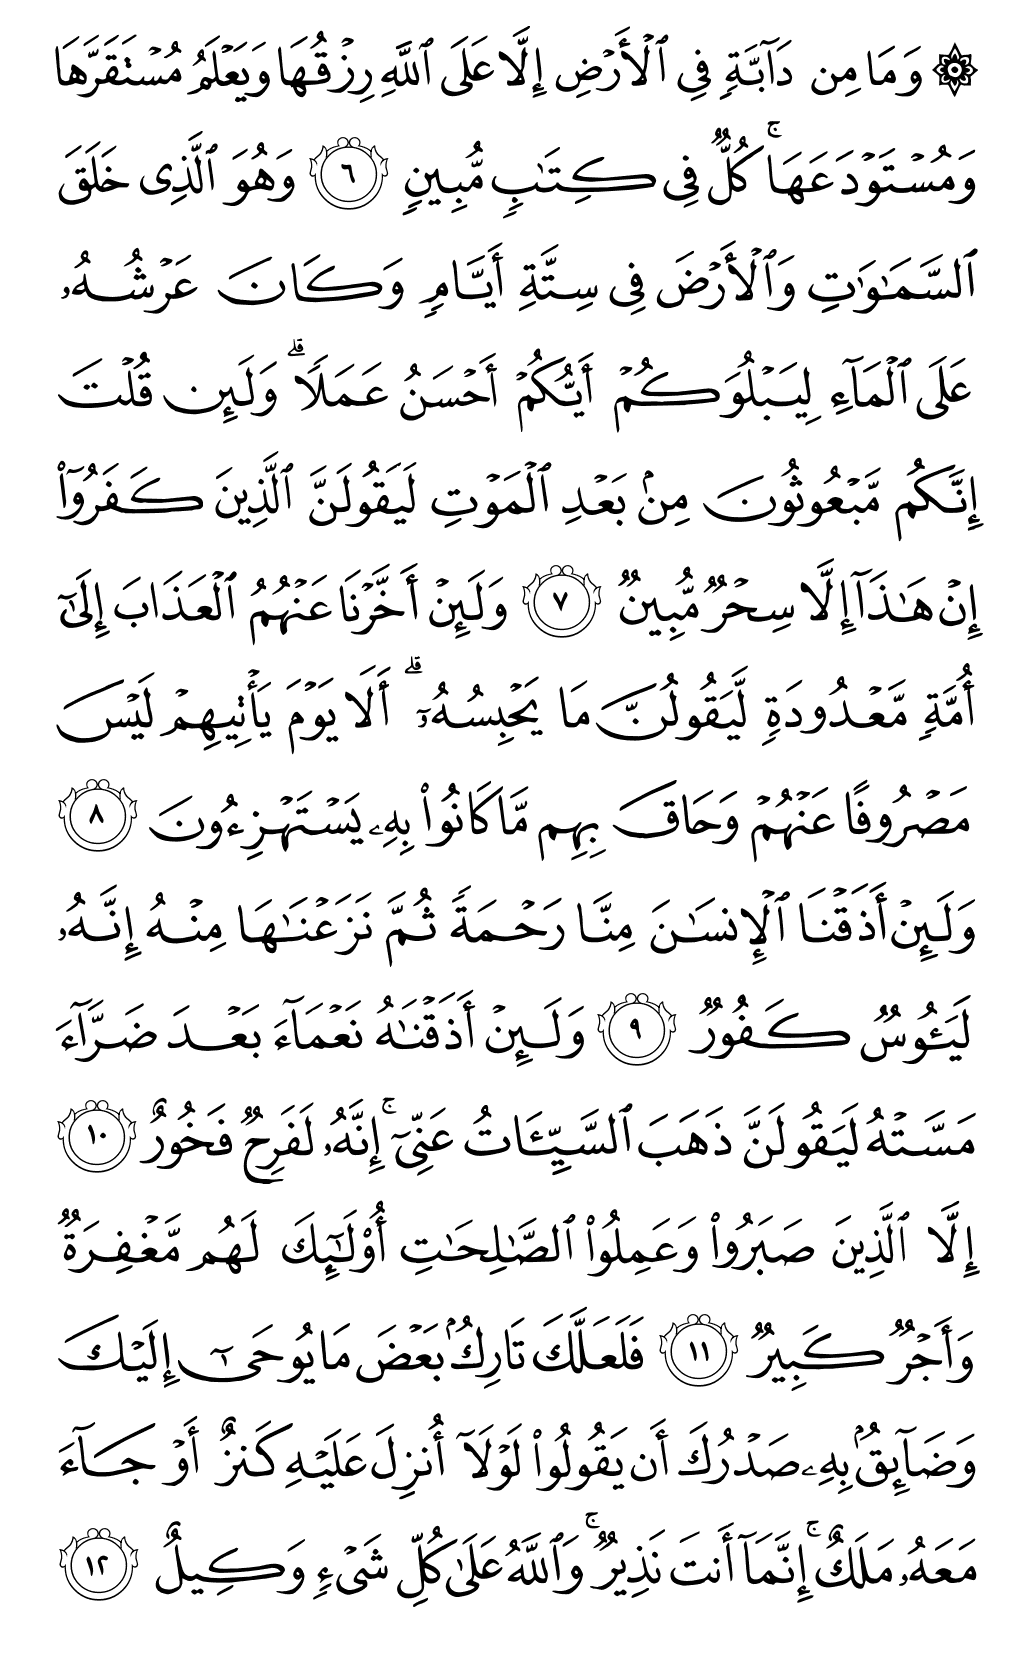 ۞ وَمَا مِن دَآبَّةٍ فِي ٱلْأَرْضِ إِلَّا عَلَى ٱللَّهِ رِزْقُهَا وَيَعْلَمُ مُسْتَقَرَّهَا
وَمُسْتَوْدَعَهَا ۚ كُلٌّ فِي كِتَٰبٍ مُّبِينٍ ٦ وَهُوَ ٱلَّذِي خَلَقَ
ٱلسَّمَٰوَٰتِ وَٱلْأَرْضَ فِي سِتَّةِ أَيَّامٍ وَكَانَ عَرْشُهُۥ
عَلَى ٱلْمَآءِ لِيَبْلُوَكُمْ أَيُّكُمْ أَحْسَنُ عَمَلًا ۗ وَلَئِن قُلْتَ
إِنَّكُم مَّبْعُوثُونَ مِنۢ بَعْدِ ٱلْمَوْتِ لَيَقُولَنَّ ٱلَّذِينَ كَفَرُوٓا۟
إِنْ هَٰذَآ إِلَّا سِحْرٌ مُّبِينٌ ٧ وَلَئِنْ أَخَّرْنَا عَنْهُمُ ٱلْعَذَابَ إِلَىٰٓ
أُمَّةٍ مَّعْدُودَةٍ لَّيَقُولُنَّ مَا يَحْبِسُهُۥٓ ۗ أَلَا يَوْمَ يَأْتِيهِمْ لَيْسَ
مَصْرُوفًا عَنْهُمْ وَحَاقَ بِهِم مَّا كَانُوا۟ بِهِۦ يَسْتَهْزِءُونَ ٨
وَلَئِنْ أَذَقْنَا ٱلْإِنسَٰنَ مِنَّا رَحْمَةً ثُمَّ نَزَعْنَٰهَا مِنْهُ إِنَّهُۥ
لَيَـُٔوسٌ كَفُورٌ ٩ وَلَئِنْ أَذَقْنَٰهُ نَعْمَآءَ بَعْدَ ضَرَّآءَ
مَسَّتْهُ لَيَقُولَنَّ ذَهَبَ ٱلسَّيِّـَٔاتُ عَنِّيٓ ۚ إِنَّهُۥ لَفَرِحٌ فَخُورٌ ١٠
إِلَّا ٱلَّذِينَ صَبَرُوا۟ وَعَمِلُوا۟ ٱلصَّٰلِحَٰتِ أُو۟لَٰٓئِكَ لَهُم مَّغْفِرَةٌ
وَأَجْرٌ كَبِيرٌ ١١ فَلَعَلَّكَ تَارِكٌۢ بَعْضَ مَا يُوحَىٰٓ إِلَيْكَ
وَضَآئِقٌۢ بِهِۦ صَدْرُكَ أَن يَقُولُوا۟ لَوْلَآ أُنزِلَ عَلَيْهِ كَنزٌ أَوْ جَآءَ
مَعَهُۥ مَلَكٌ ۚ إِنَّمَآ أَنتَ نَذِيرٌ ۚ وَٱللَّهُ عَلَىٰ كُلِّ شَيْءٍ وَكِيلٌ ١٢